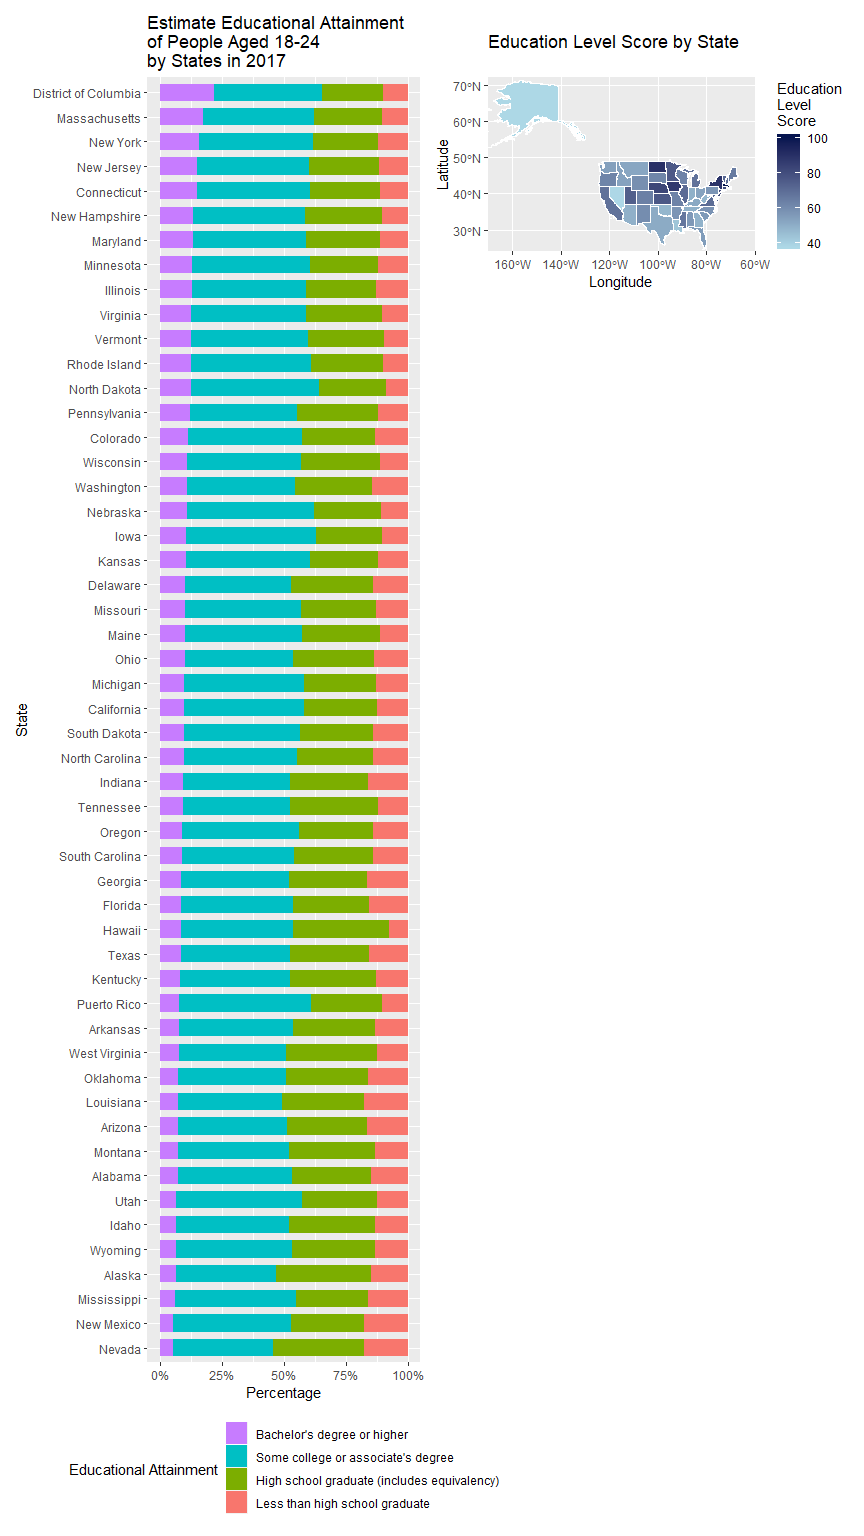 Estimate Educational Attainment
of People Aged 18-24
by States in 2017
State
District of Columbia
Massachusetts
New York
New Jersey
Connecticut
New Hampshire
Maryland
Minnesota
Illinois
Virginia
Vermont
Rhode Island
North Dakota
Pennsylvania
Colorado
Wisconsin
Washington
Nebraska
Iowa
Kansas
Delaware
Missouri
Maine
Ohio
Michigan
California
South Dakota
North Carolina
Indiana
Tennessee
Oregon
South Carolina
Georgia
Florida
Hawaii
Texas
Kentucky
Puerto Rico
Arkansas
West Virginia
Oklahoma
Louisiana
Arizona
Montana
Alabama
Utah
Idaho
Wyoming
Alaska
Mississippi
New Mexico
Nevada
0% 25% 50% 75% 100%
Percentage
Educational Attainment
Bachelor's degree or higher
Some college or associate's degree
High school graduate (includes equivalency)
Less than high school graduate
Education Level Score by State
Latitude
70°N
60°N
50°N
40°N
30°N
160°W 140°W 120°W 100°W 80°W 60°W
Longitude
Education
Level
Score
100
80
60
40